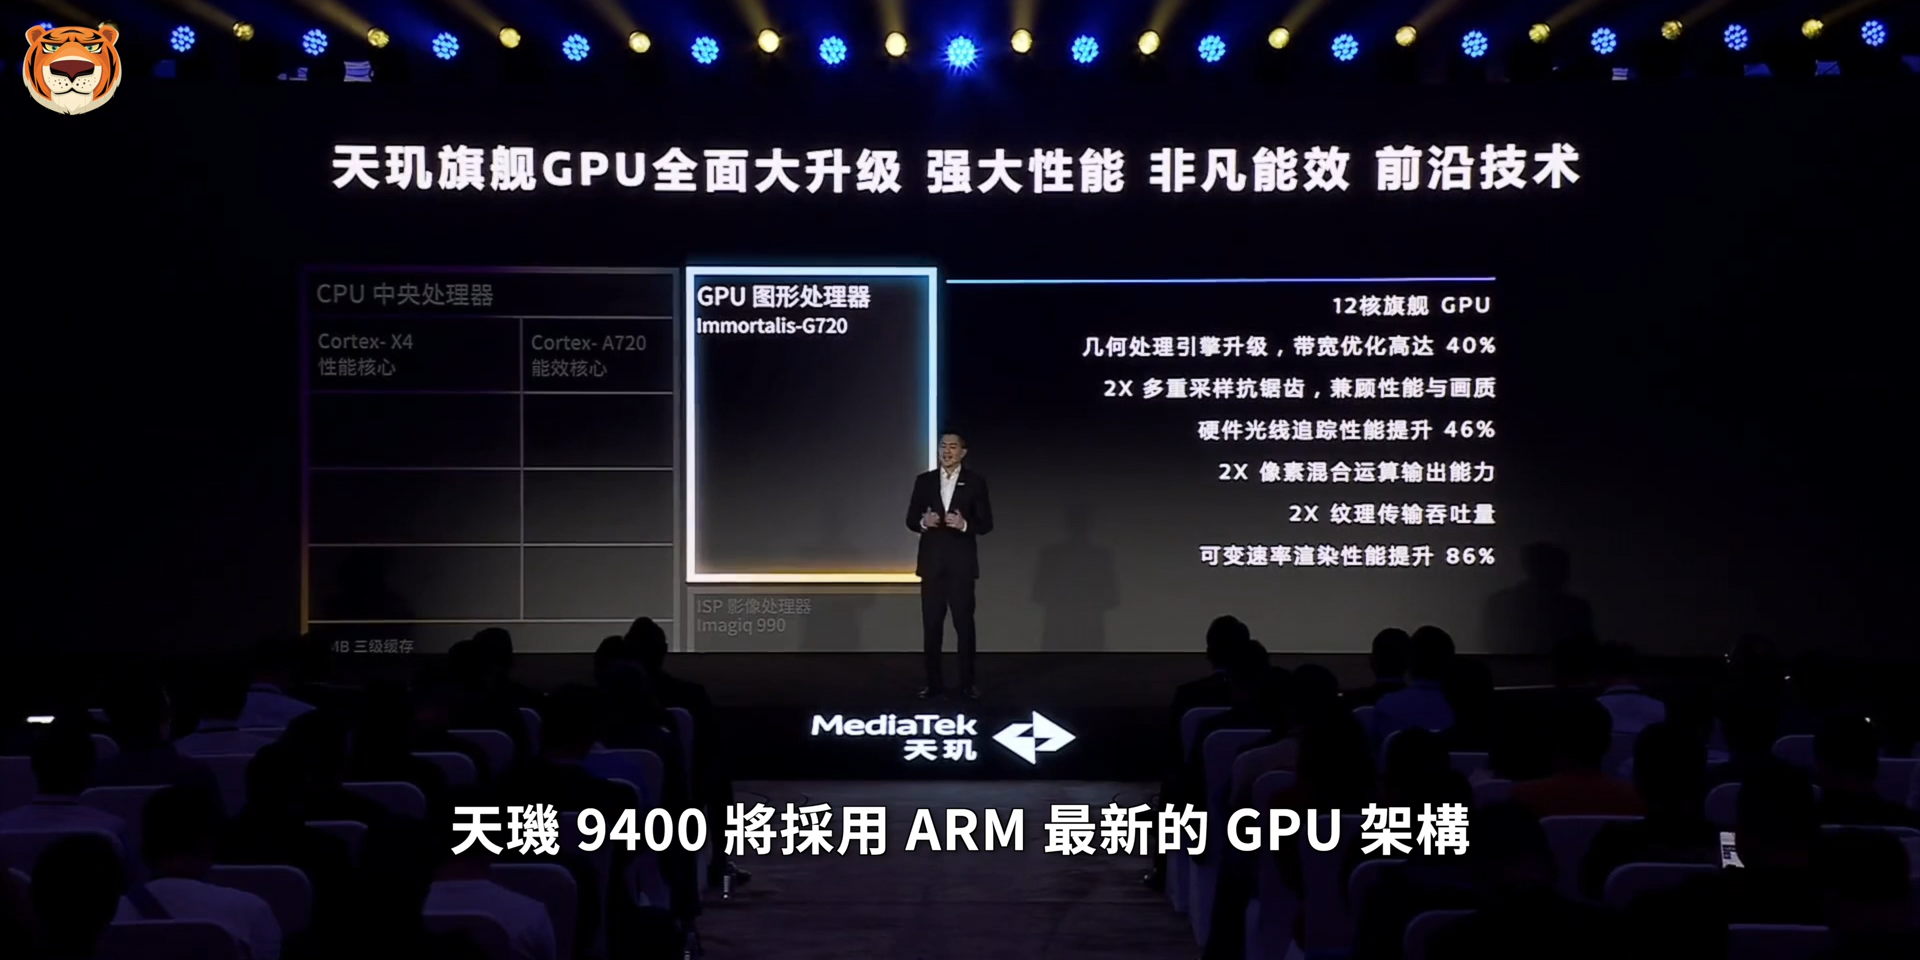 天玑旗舰GPU全面大升级 强大性能 非凡能效 前沿技术
CPU 中央处理器
Cortex- X4
性能核心
Cortex- A720
能效核心
GPU 图形处理器
Immortalis-G720
12核旗舰 GPU
几何处理引擎升级，带宽优化高达 40%
2X 多重采样抗锯齿，兼顾性能与画质
硬件光线追踪性能提升 46%
2X 像素混合运算输出能力
2X 纹理传输吞吐量
可变速率渲染性能提升 86%
ISP 影像处理器
Imagiq 990
MB 三级缓存
MediaTek
天玑
天璣 9400 將採用 ARM 最新的 GPU 架構